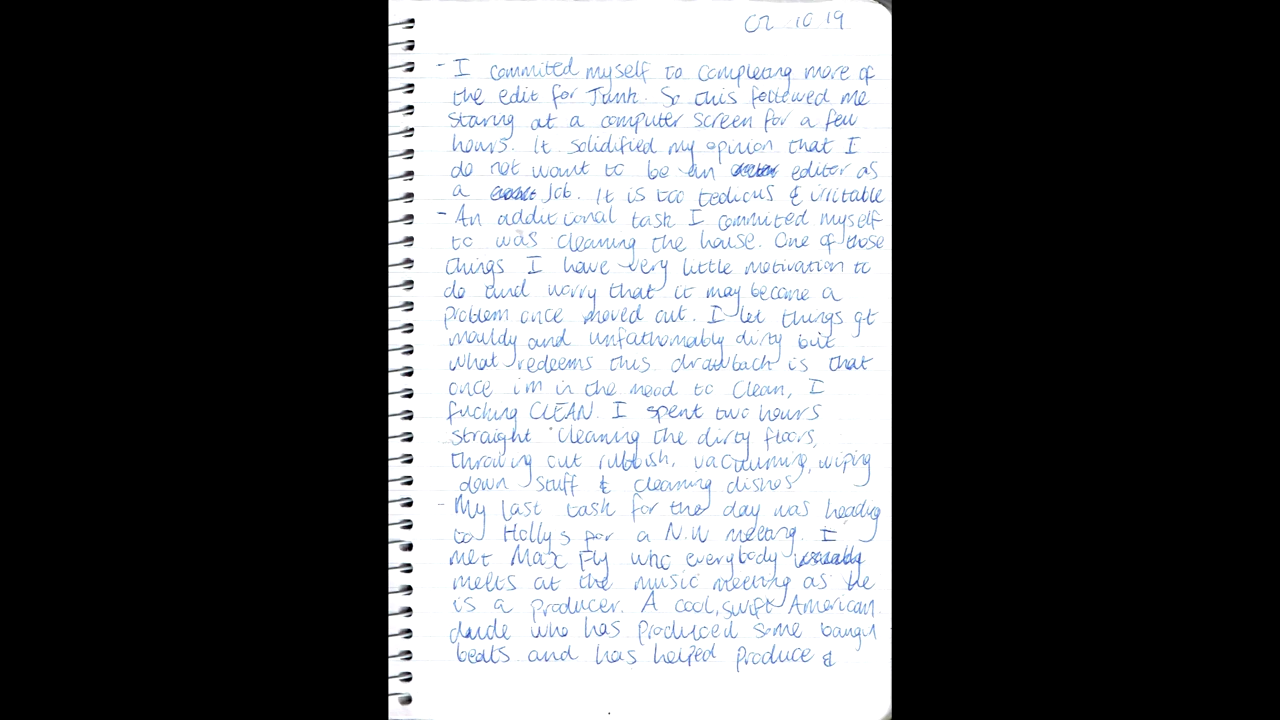 02 10 19
- I commited myself to completing more of
the edit for Junk. So this followed me
staring at a computer screen for a few
hours. It solidified my opinion that I
do not want to be an editor as
a Job. It is too tedious & irritable
- An additional task I commited myself
to was cleaning the house. One of those
things I have very little motivation to
do and worry that it may become a
problem once moved out. I let things get
mouldy and unfathomably dirty but
what redeems this drawback is that
once im in the mood to Clean, I
fucking CLEAN. I spent two hours
straight cleaning the dirty floors,
throwing out rubbish, vacuuming, wiping
down stuff & cleaning dishes
- My last task for the day was heading
to Hollys for a N.W meeting. I
met Max Fly who everybody
melts at the music meeting as he
is a producer. A cool, swift American
dude who has produced some bangin
beats and has helped produce &